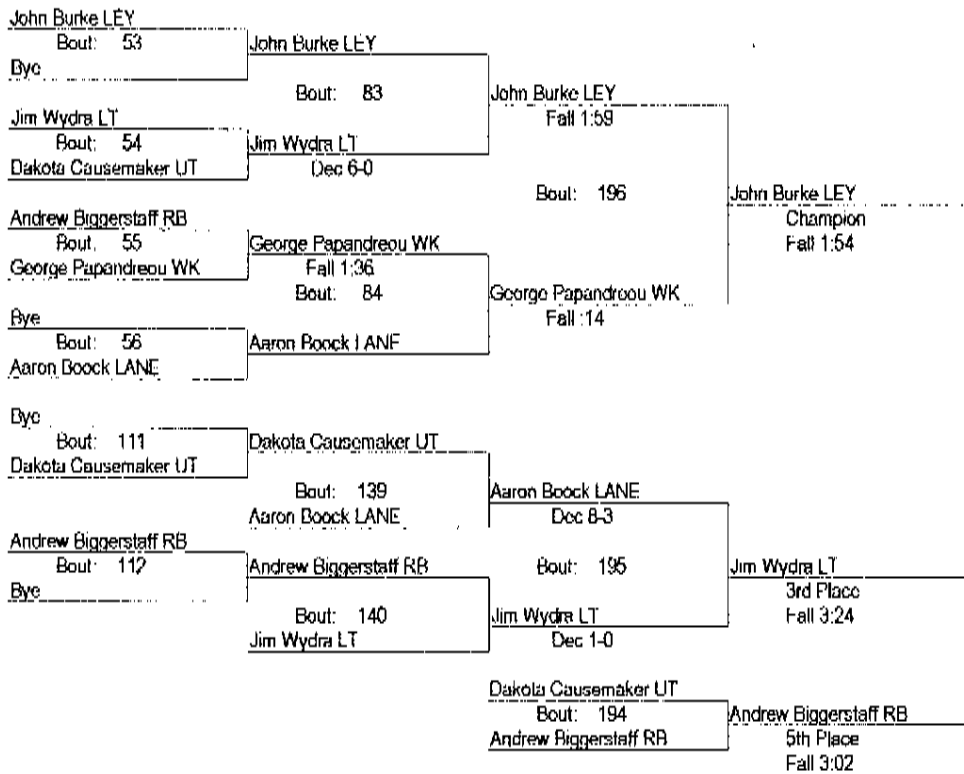 John Burke LEY
Bout: 53
Bye
John Burke LEY
Bout: 83
Jim Wydra LT
Bout: 54
Dakota Causemaker UT
Jim Wydra LT
Dec 6-0
John Burke LEY
Fall 1:59
Bout: 196
Andrew Biggerstaff RB
Bout: 55
George Papandreou WK
George Papandreou WK
Fall 1:36
Bout: 84
Bye
Bout: 56
Aaron Boock LANE
Aaron Boock LANE
George Papandreou WK
Fall :14
John Burke LEY
Champion
Fall 1:54
Bye
Bout: 111
Dakota Causemaker UT
Dakota Causemaker UT
Bout: 139
Aaron Boock LANE
Andrew Biggerstaff RB
Bout: 112
Bye
Andrew Biggerstaff RB
Bout: 140
Jim Wydra LT
Aaron Boock LANE
Dec 8-3
Bout: 195
Jim Wydra LT
Dec 1-0
Jim Wydra LT
3rd Place
Fall 3:24
Dakota Causemaker UT
Bout: 194
Andrew Biggerstaff RB
Andrew Biggerstaff RB
5th Place
Fall 3:02